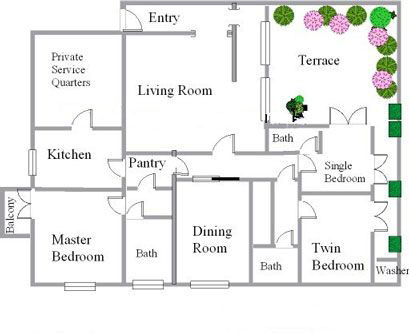 Entry
Private
Service
Quarters
Living Room
Terrace
Bath
Kitchen
Pantry
Single
Bedroom
Balcony
Master
Bedroom
Bath
Dining
Room
Bath
Twin
Bedroom
Washer